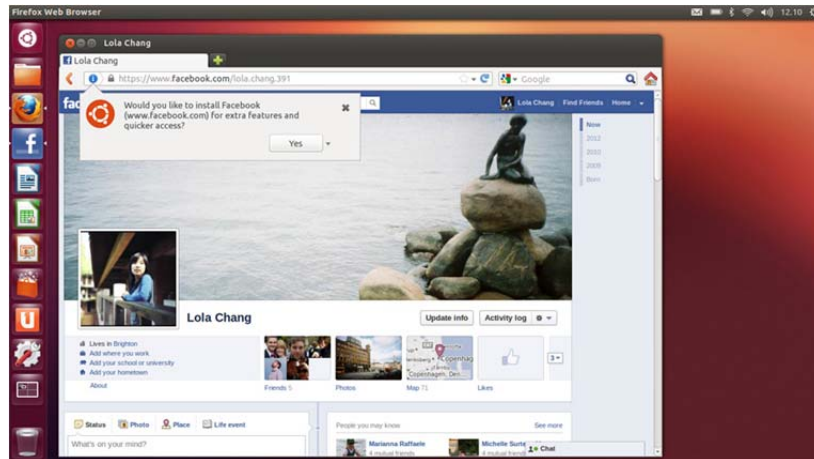 Firefox Web Browser
12.10
Lola Chang
Lola Chang
https://www.facebook.com/lola.chang.391
Google
Would you like to install Facebook
(www.facebook.com) for extra features and
quicker access?
Yes
Lola Chang Find Friends Home
Now
2012
2010
2009
Born
Lola Chang
Update info
Activity log
Lives in Brighton
Add where you work
Add your school or university
Add your hometown
About
Friends 5
Photos
Map 71
Likes
3
Status
Photo
Place
Life event
What's on your mind?
People you may know
See more
Marianna Raffaele
4 mutual friends
Michelle
4 mutual
Chat